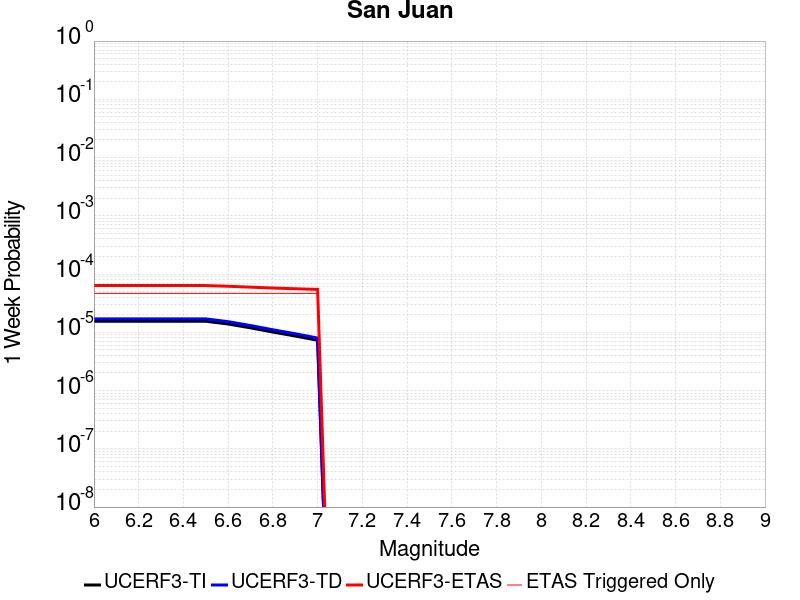 San Juan
10^0
10^-1
10^-2
10^-3
10^-4
10^-5
10^-6
10^-7
10^-8
1 Week Probability
6 6.2 6.4 6.6 6.8 7 7.2 7.4 7.6 7.8 8 8.2 8.4 8.6 8.8 9
Magnitude
UCERF3-TI UCERF3-TD UCERF3-ETAS ETAS Triggered Only